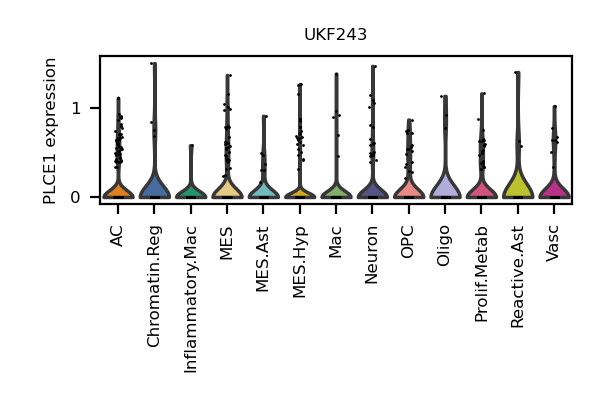 UKF243
PLCE1 expression
1
0
AC
Chromatin.Reg
Inflammatory.Mac
MES
MES.Ast
MES.Hyp
Mac
Neuron
OPC
Oligo
Prolif.Metab
Reactive.Ast
Vasc